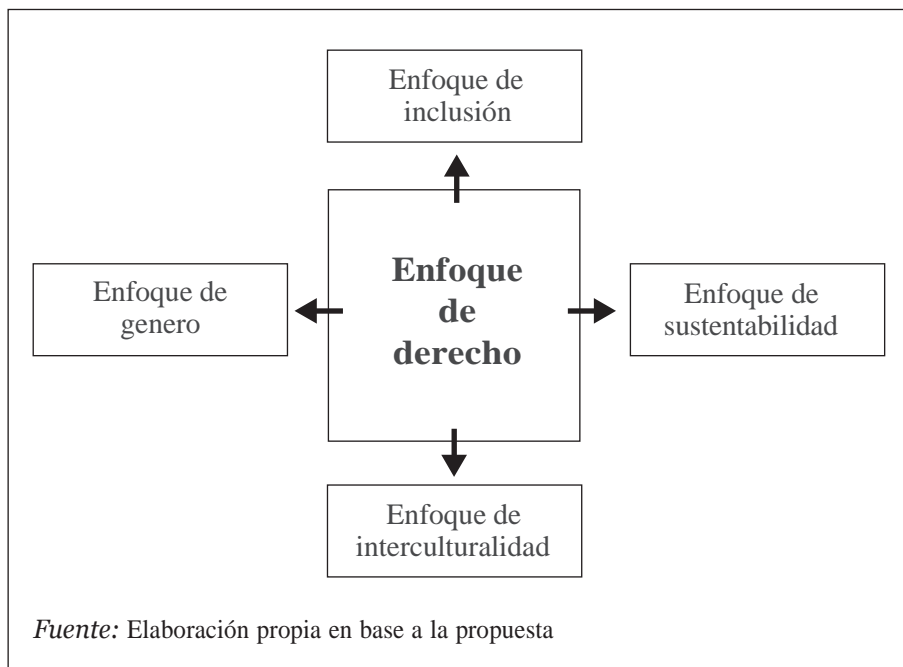 Enfoque de
inclusión
Enfoque de
genero
Enfoque
de
derecho
Enfoque de
sustentabilidad
Enfoque de
interculturalidad
Fuente: Elaboración propia en base a la propuesta